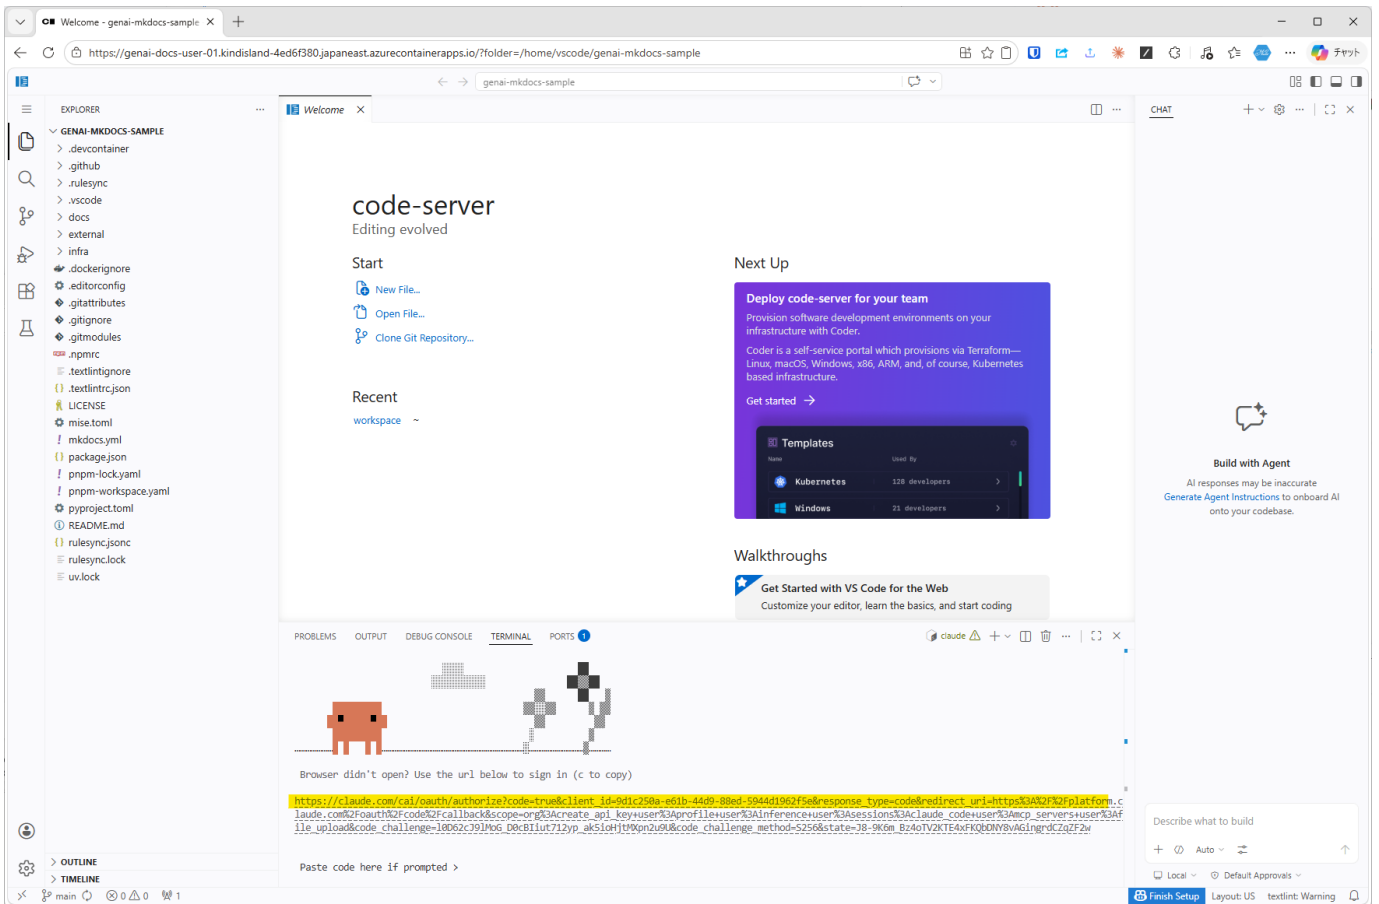 Welcome - genai-mkdocs-sample
https://genai-docs-user-01.kindisland-4ed6f380.japaneast.azurecontainerapps.io/?folder=/home/vscode/genai-mkdocs-sample
チャット
genai-mkdocs-sample
EXPLORER
GENAI-MKDOCS-SAMPLE
.devcontainer
.github
.rulesync
.vscode
docs
external
infra
.dockerignore
.editorconfig
.gitattributes
.gitignore
.gitmodules
.npmrc
.textlintignore
.textlintrc.json
LICENSE
mise.toml
mkdocs.yml
package.json
pnpm-lock.yaml
pnpm-workspace.yaml
pyproject.toml
README.md
rulesync.jsonc
rulesync.lock
uv.lock
OUTLINE
TIMELINE
Welcome
code-server
Editing evolved
Start
New File...
Open File...
Clone Git Repository...
Recent
workspace ~
Next Up
Deploy code-server for your team
Provision software development environments on your
infrastructure with Coder.
Coder is a self-service portal which provisions via Terraform—
Linux, macOS, Windows, x86, ARM, and, of course, Kubernetes
based infrastructure.
Get started →
Templates
Name Used By
Kubernetes 128 developers
Windows 21 developers
Walkthroughs
Get Started with VS Code for the Web
Customize your editor, learn the basics, and start coding
PROBLEMS OUTPUT DEBUG CONSOLE TERMINAL PORTS 1
claude
Browser didn't open? Use the url below to sign in (c to copy)
https://claude.com/cai/oauth/authorize?code=true&client_id=9d1c250a-e61b-44d9-88ed-5944d1962f5e&response_type=code&redirect_uri=https%3A%2F%2Fplatform.c
laude.com%2Foauth%2Fcode%2Fcallback&scope=org%3Acreate_api_key+user%3Aprofile+user%3Ainference+user%3Asessions%3Aclaude_code+user%3Amcp_servers+user%3Af
ile_upload&code_challenge=l0D62cJ9lMoG_D0cBIiut712yp_ak5ioHjtMXpn2u9U&code_challenge_method=S256&state=J8-9K6m_Bz4oTV2KTE4xFKQbDNY8vAGingrdCZqZF2w
Paste code here if prompted >
CHAT
Build with Agent
AI responses may be inaccurate
Generate Agent Instructions to onboard AI
onto your codebase.
Describe what to build
Auto
Local Default Approvals
main 0 0 1
Finish Setup Layout: US textlint: Warning